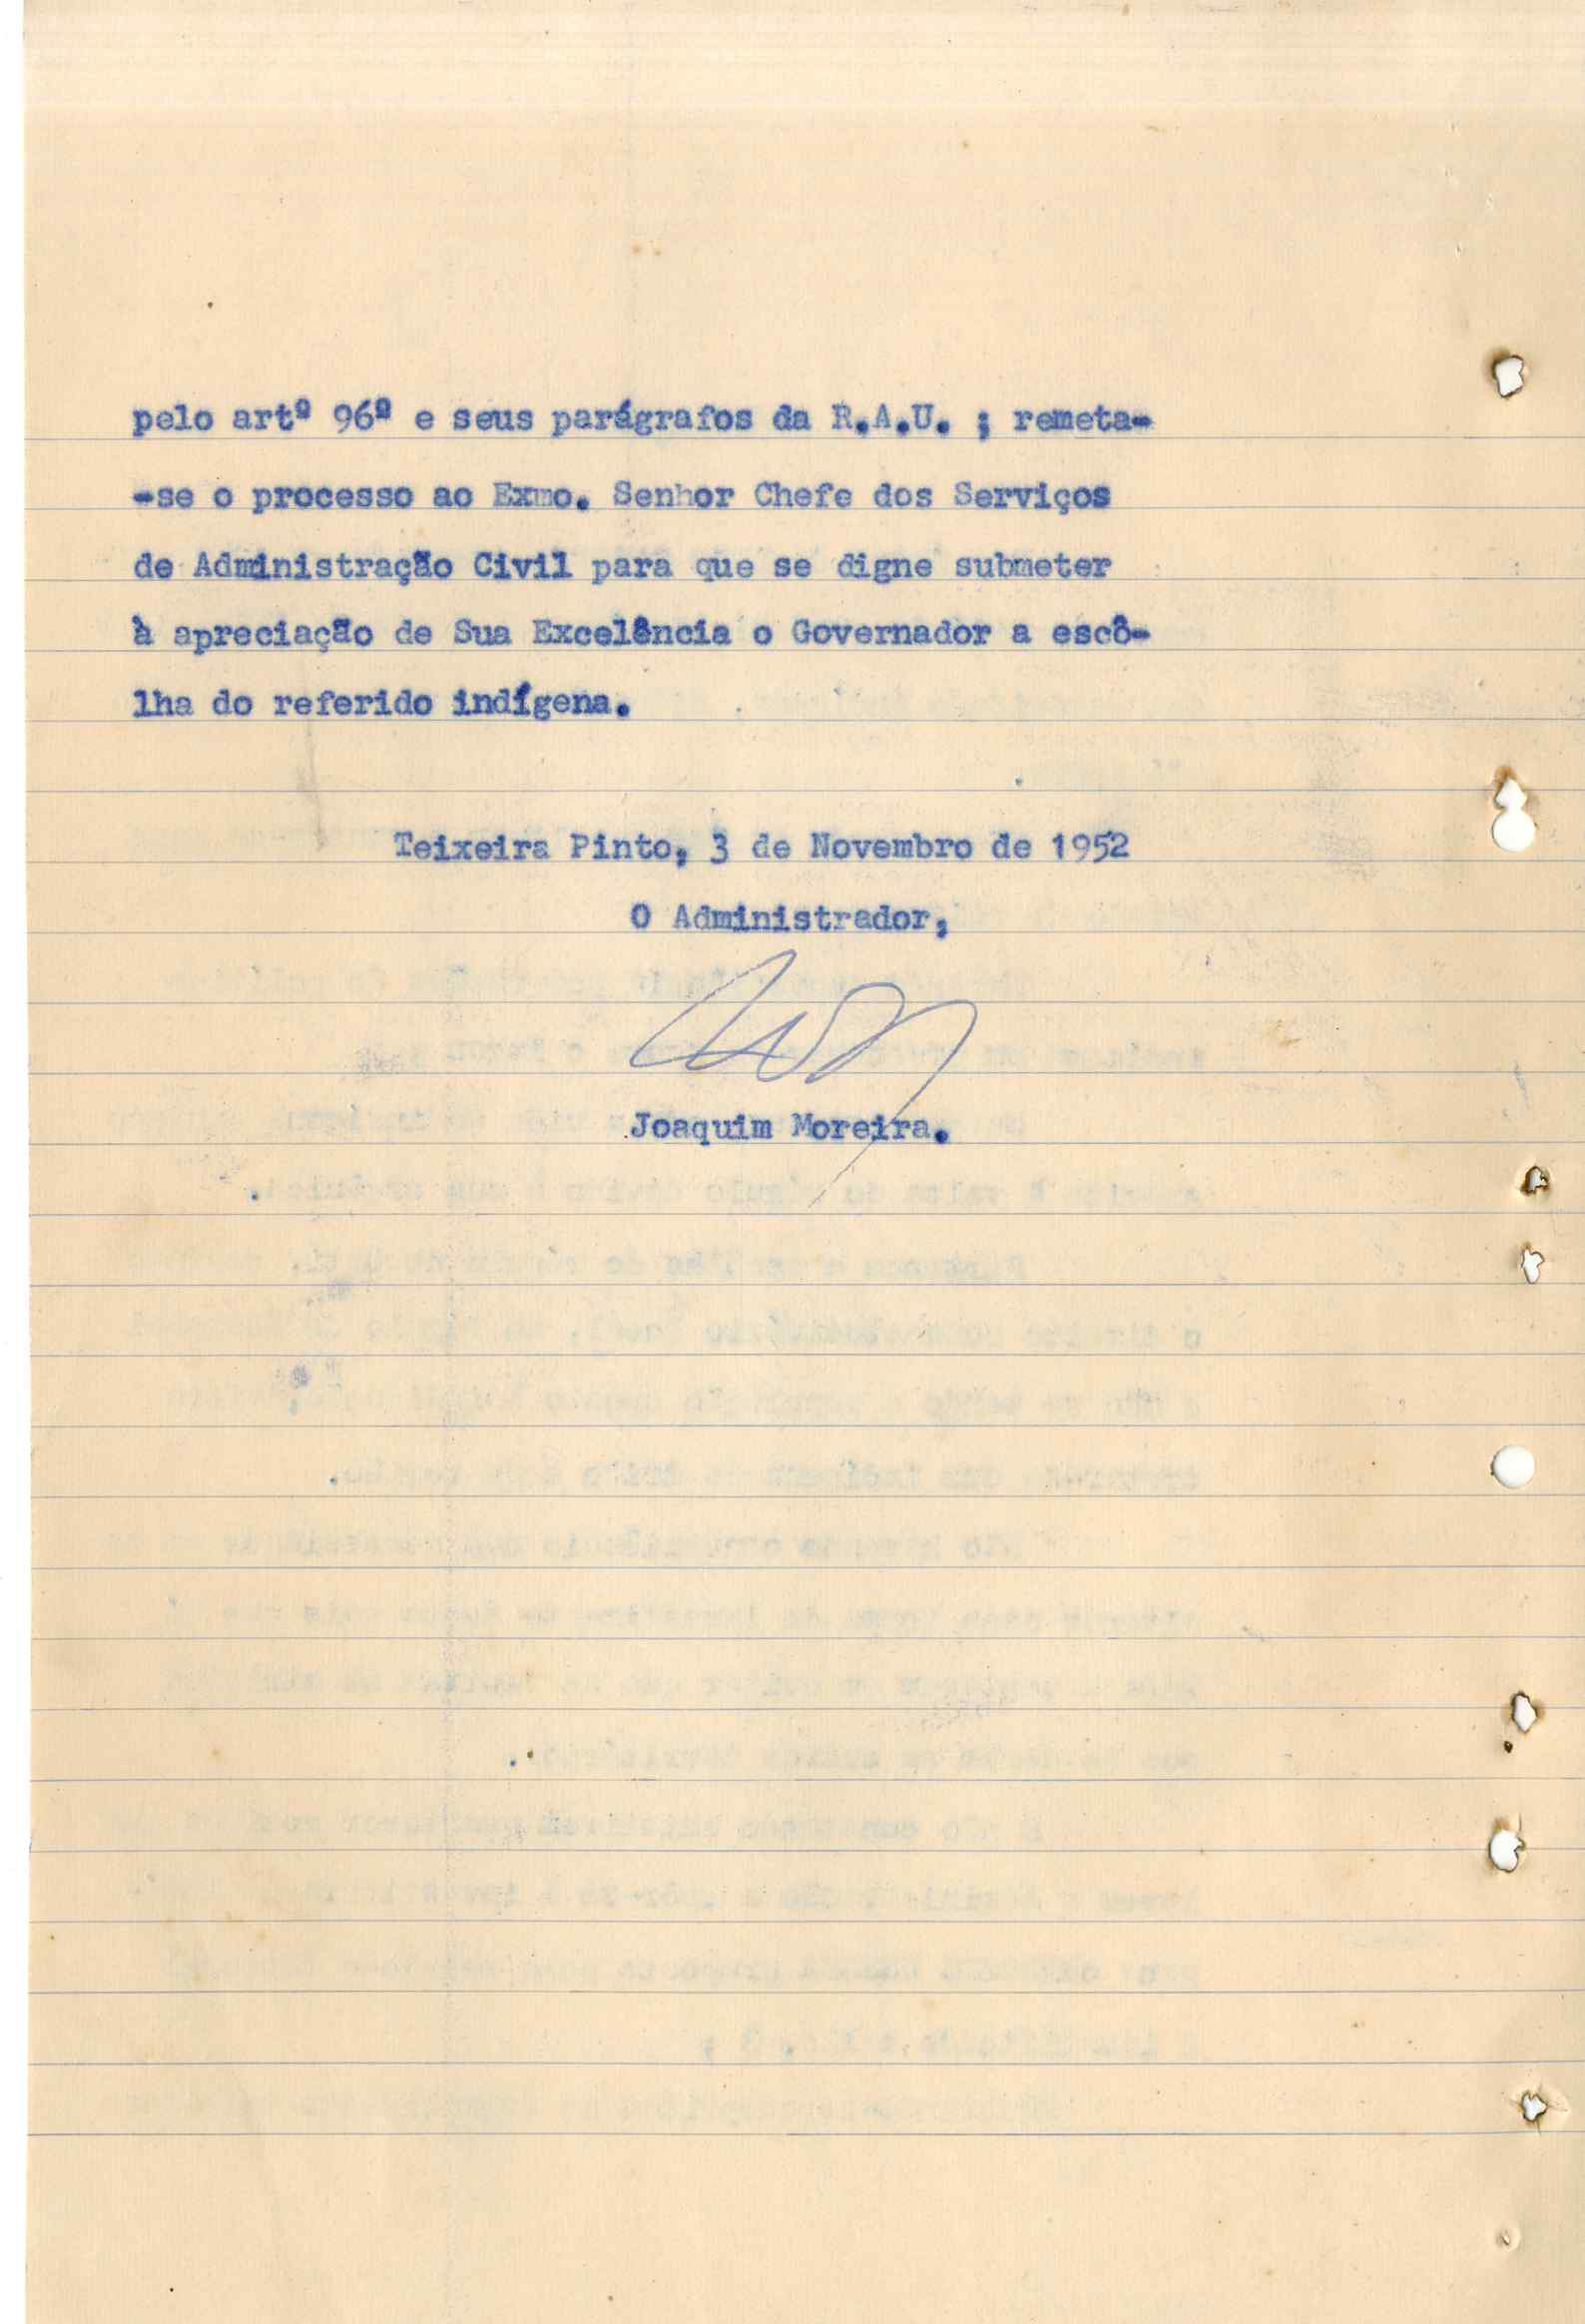 pelo artº 96º e seus parágrafos da R.A.U. ; remeta-
-se o processo ao Exmo. Senhor Chefe dos Serviços
de Administração Civil para que se digne submeter
à apreciação de Sua Excelência o Governador a escô-
lha do referido indígena.
Teixeira Pinto, 3 de Novembro de 1952
O Administrador,
Joaquim Moreira.